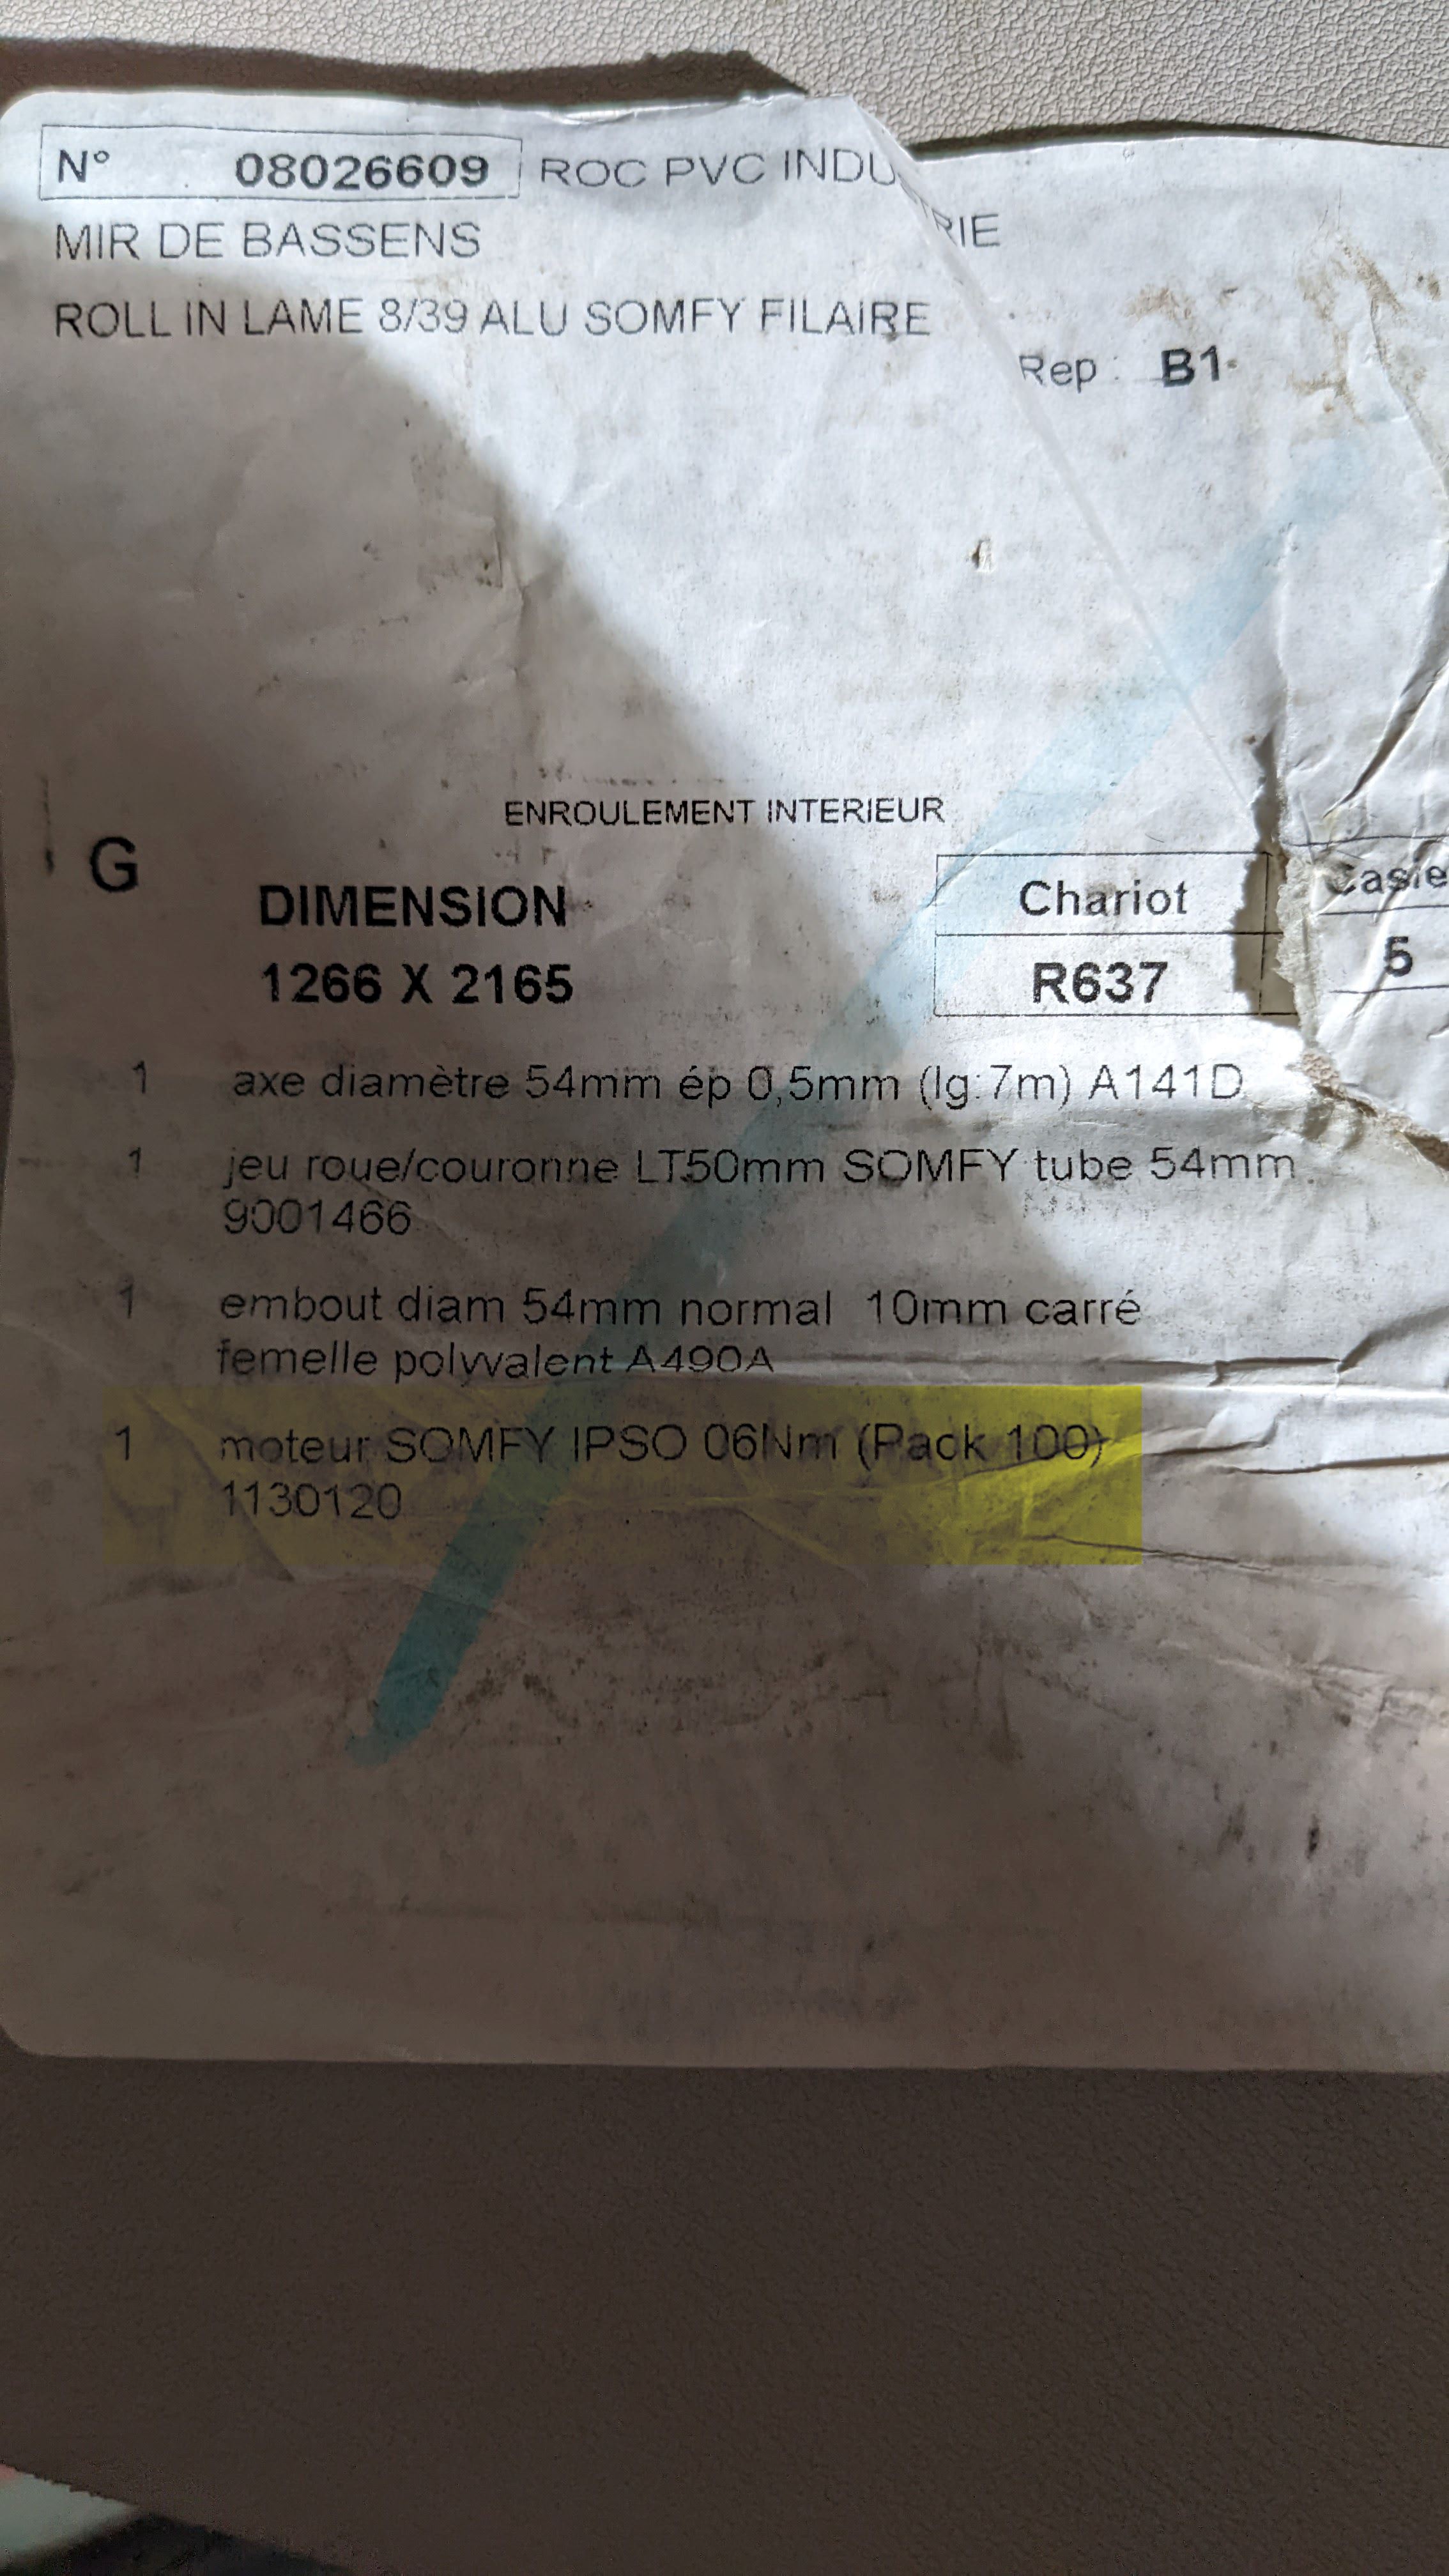 N° 08026609 ROC PVC INDU
RIE
MIR DE BASSENS
ROLL IN LAME 8/39 ALU SOMFY FILAIRE
Rep : B1
ENROULEMENT INTERIEUR
G
DIMENSION
1266 X 2165
Chariot
R637
Casie
5
1 axe diamètre 54mm ép 0,5mm (lg:7m) A141D
1 jeu roue/couronne LT50mm SOMFY tube 54mm
9001466
1 embout diam 54mm normal 10mm carré
femelle polyvalent A490A
1 moteur SOMFY IPSO 06Nm (Pack 100)
1130120